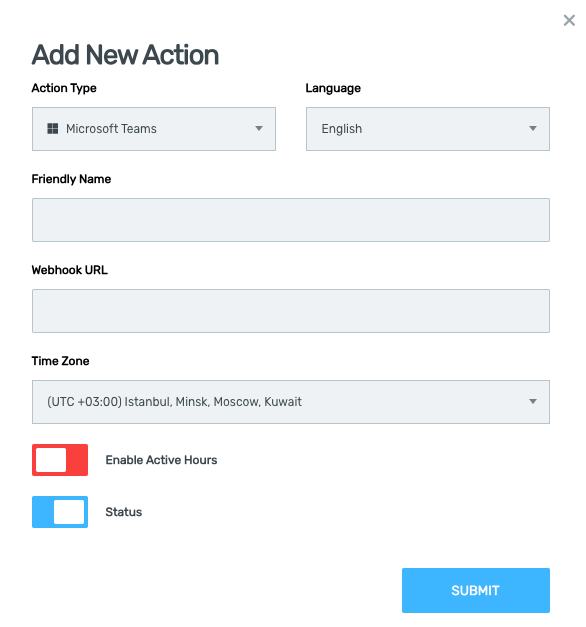 Add New Action
Action Type
Language
Microsoft Teams
English
Friendly Name
Webhook URL
Time Zone
(UTC +03:00) Istanbul, Minsk, Moscow, Kuwait
Enable Active Hours
Status
SUBMIT